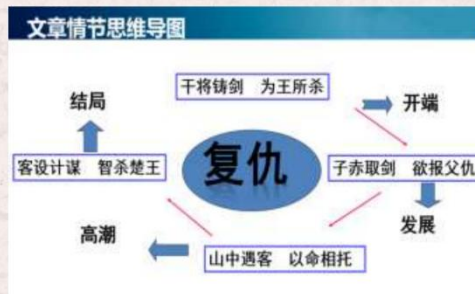 文章情节思维导图
干将铸剑 为王所杀
开端
结局
复仇
客设计谋 智杀楚王
子赤取剑 欲报父仇
发展
高潮
山中遇客 以命相托